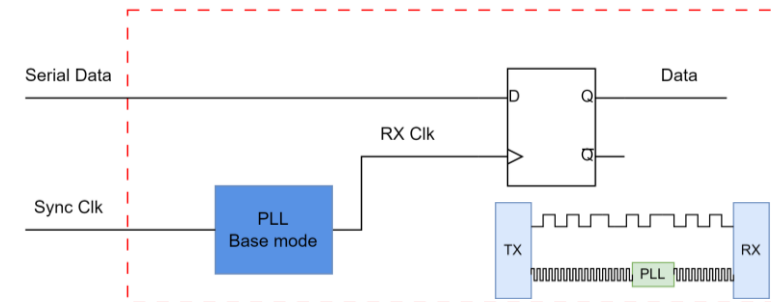 Serial Data
D
Q
Data
RX Clk
Q
Sync Clk
PLL
Base mode
TX
PLL
RX